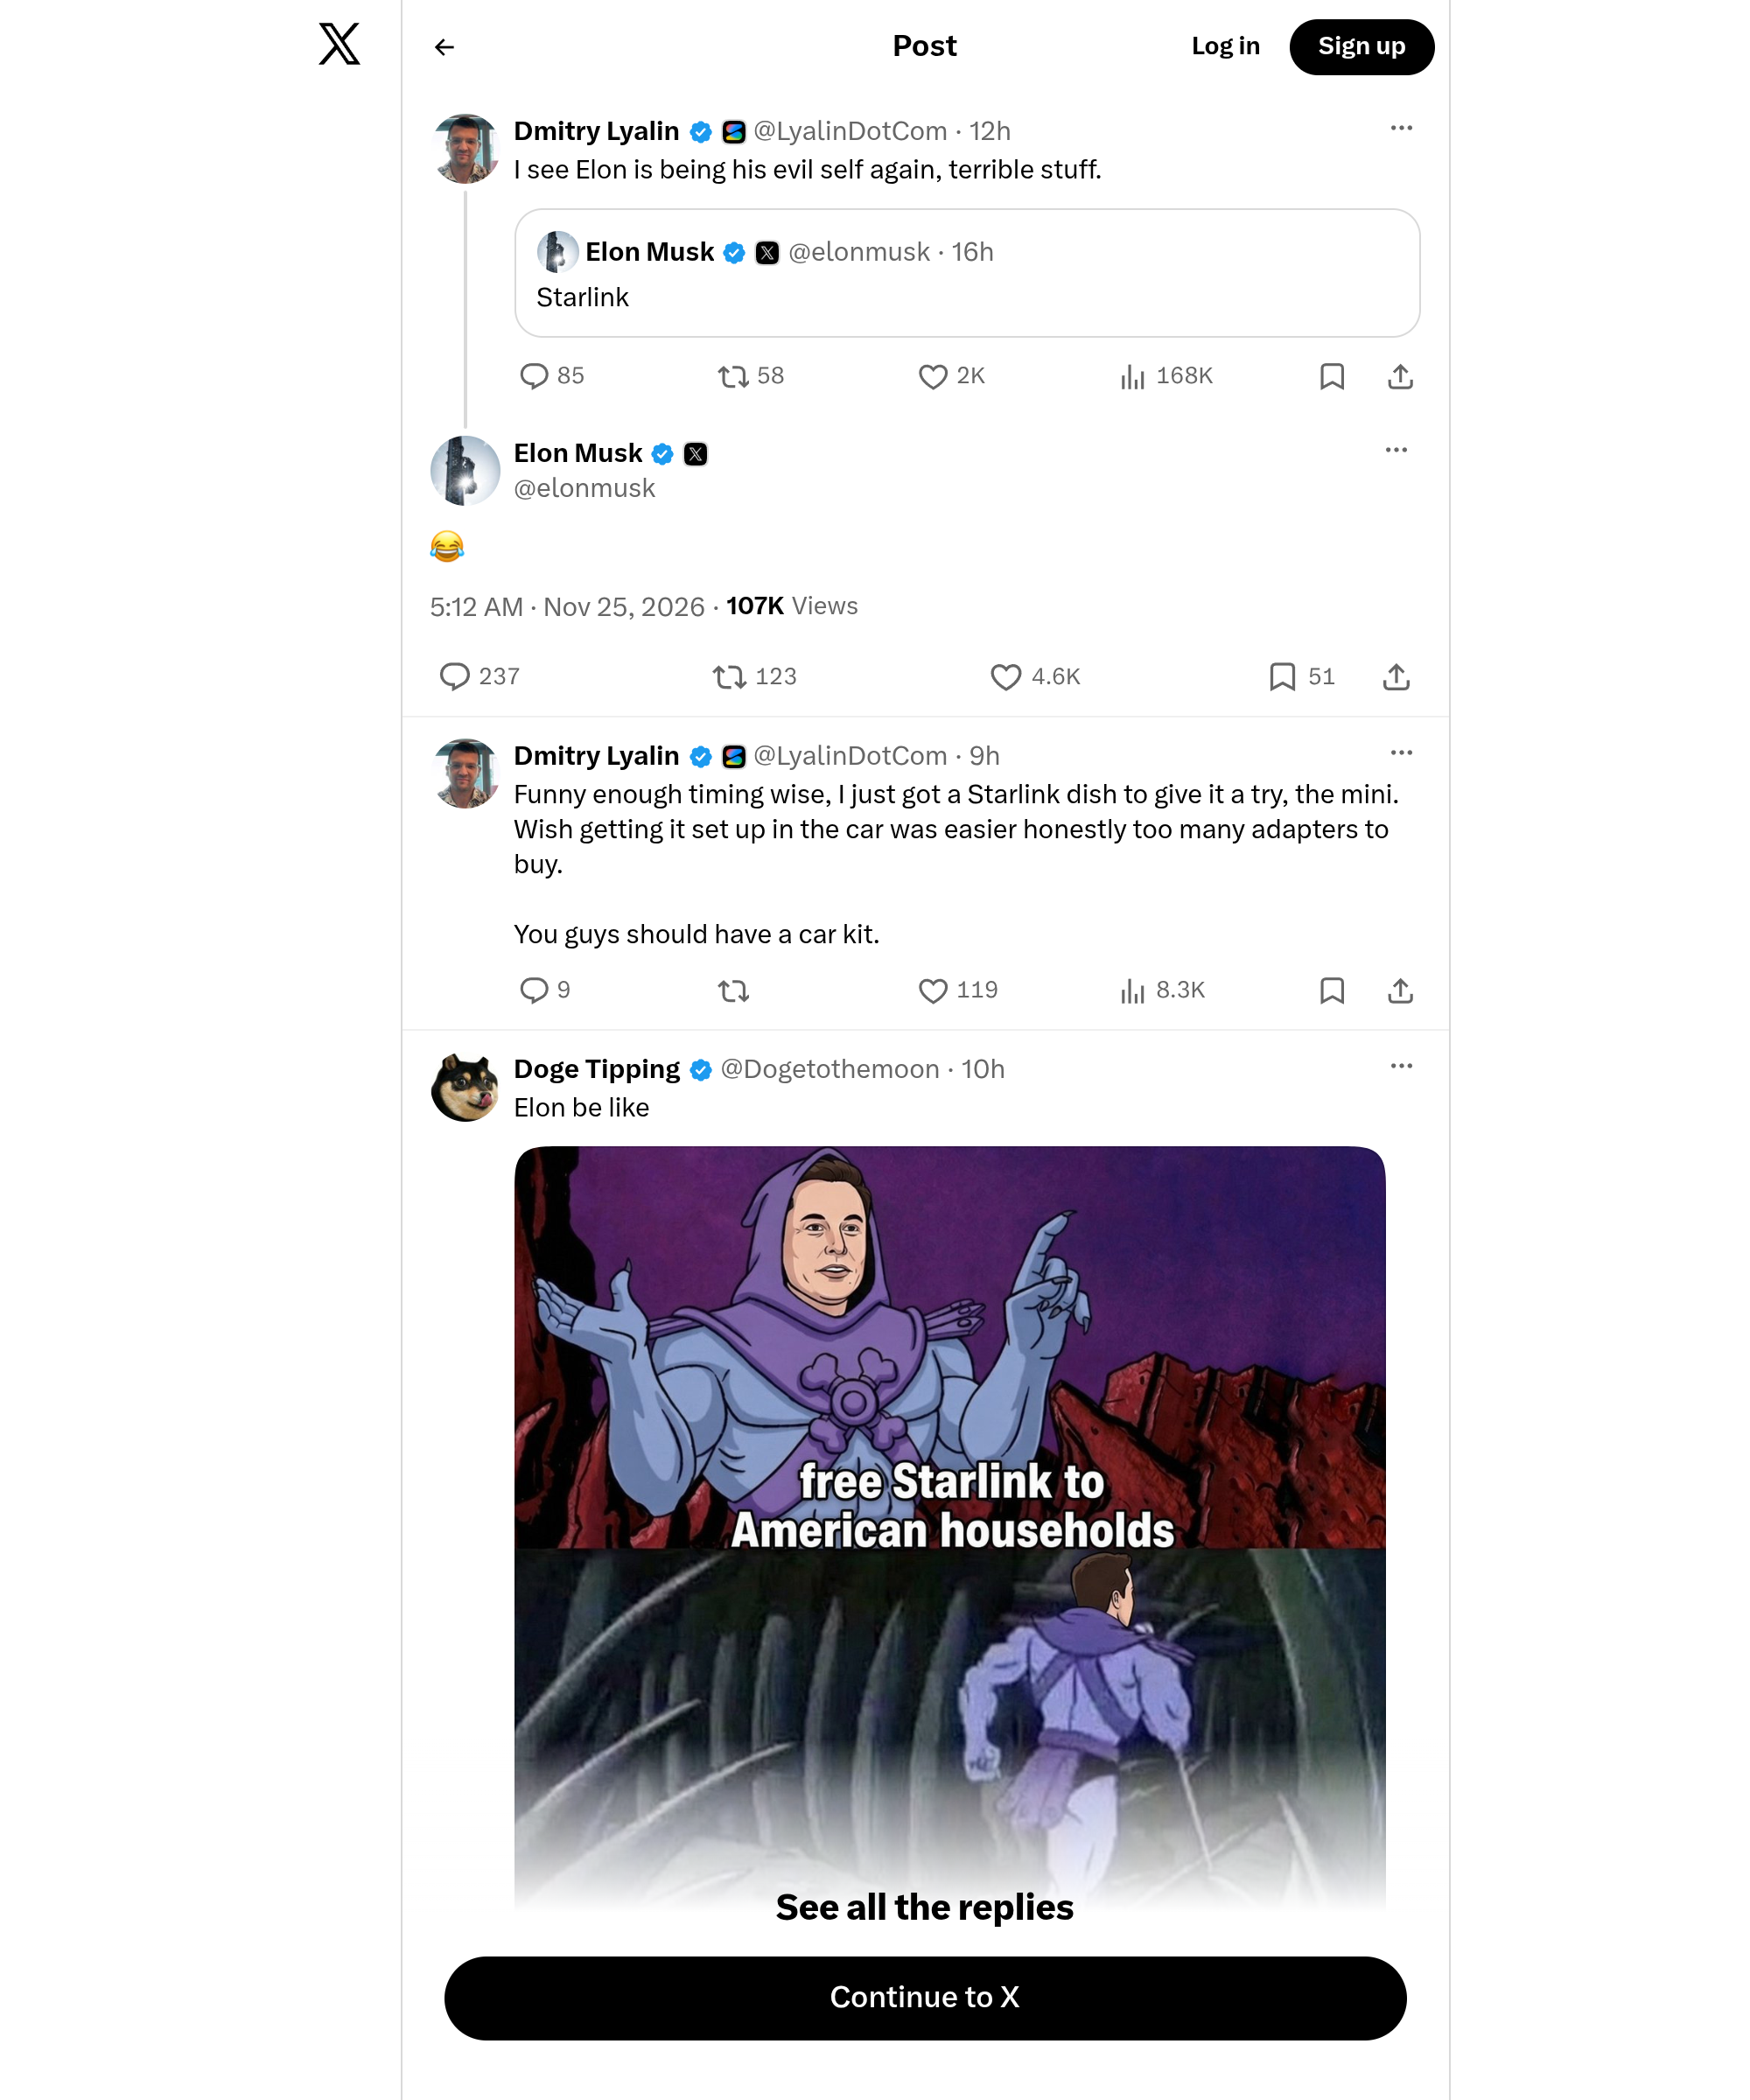 Post
Log in
Sign up
Dmitry Lyalin @LyalinDotCom · 12h
I see Elon is being his evil self again, terrible stuff.
Elon Musk @elonmusk · 16h
Starlink
85 58 2K 168K
Elon Musk
@elonmusk
😂
5:12 AM · Nov 25, 2026 · 107K Views
237 123 4.6K 51
Dmitry Lyalin @LyalinDotCom · 9h
Funny enough timing wise, I just got a Starlink dish to give it a try, the mini.
Wish getting it set up in the car was easier honestly too many adapters to
buy.
You guys should have a car kit.
9 119 8.3K
Doge Tipping @Dogetothemoon · 10h
Elon be like
free Starlink to
American households
See all the replies
Continue to X